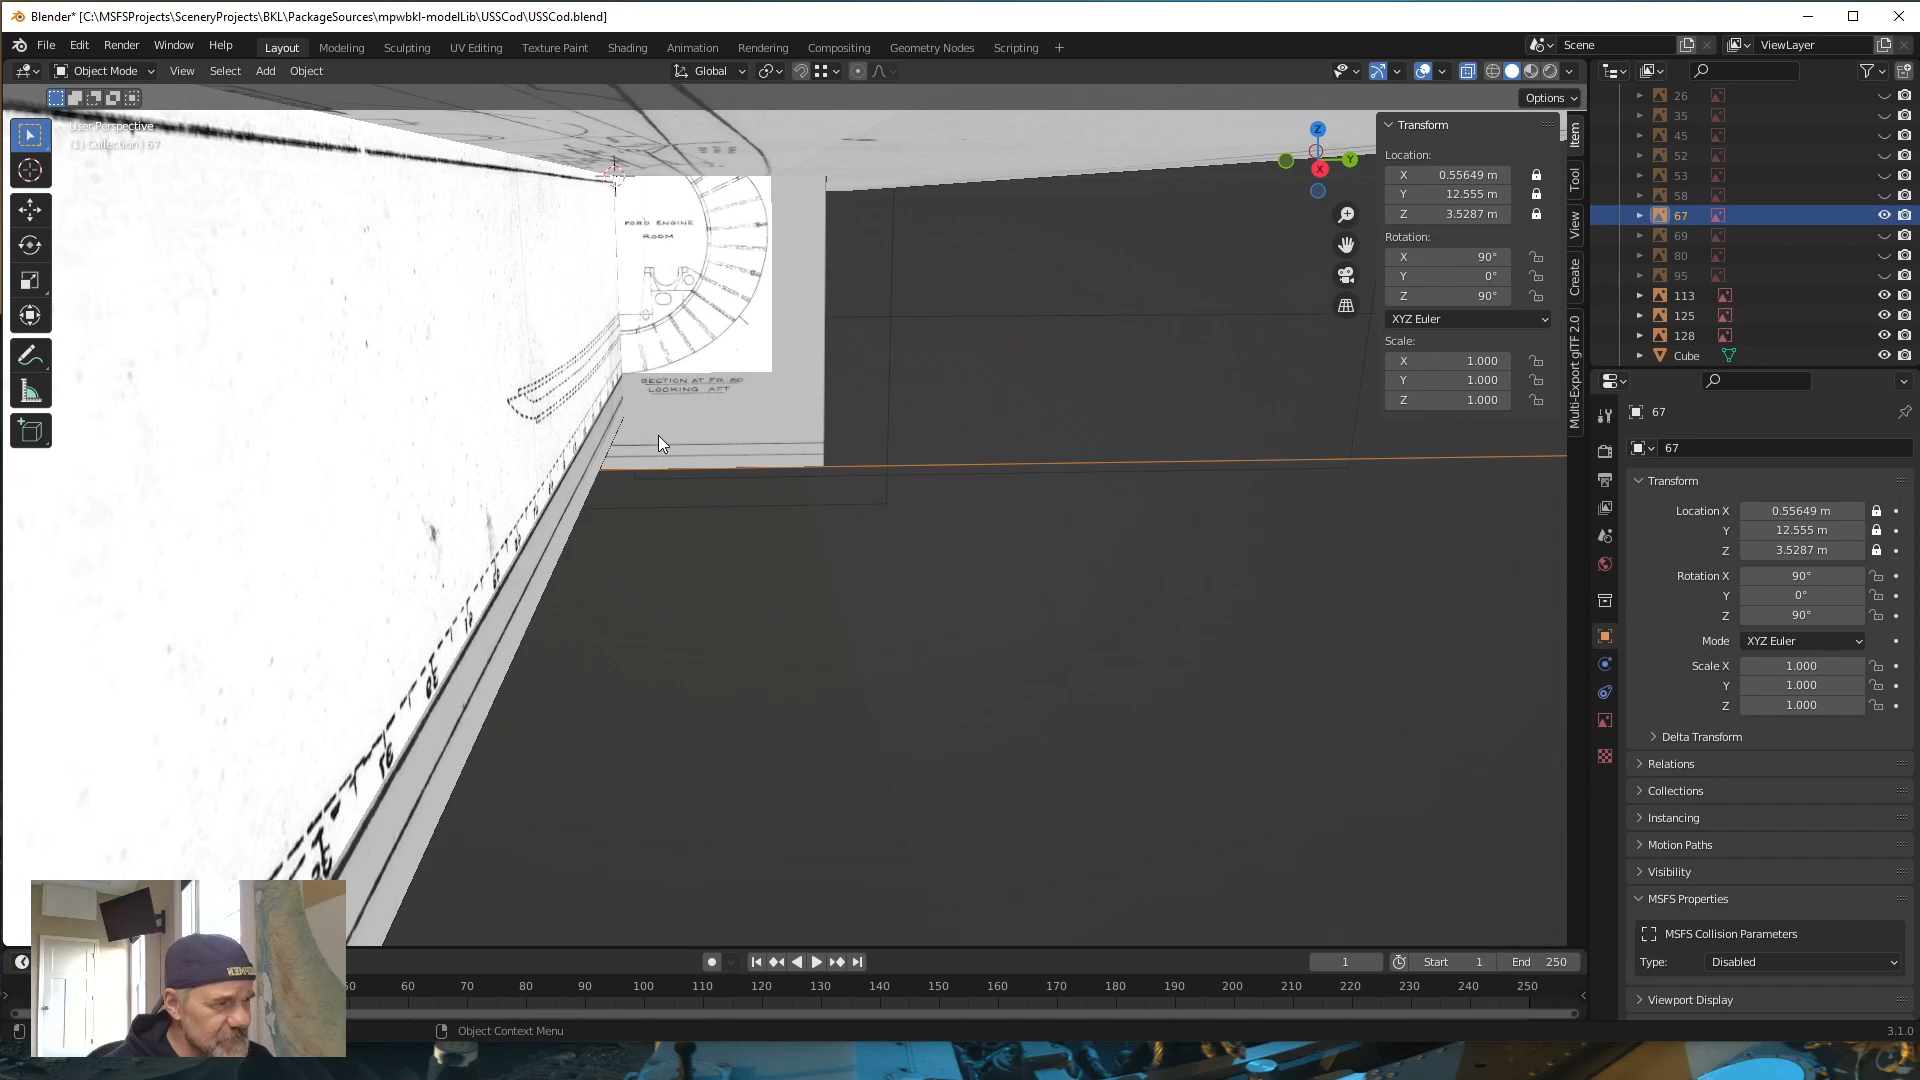 Blender* [C:\MSFSProjects\SceneryProjects\BKL\PackageSources\mpwbkl-modelLib\USSCod\USSCod.blend]
File Edit Render Window Help Layout Modeling Sculpting UV Editing Texture Paint Shading Animation Rendering Compositing Geometry Nodes Scripting + Scene ViewLayer
Object Mode View Select Add Object Global
Options
User Perspective
(1) Collection | 67
FORD ENGINE
ROOM
SECTION AT FR. 80
LOOKING AFT
Z
Y
X
Transform
Location:
X 0.55649 m
Y 12.555 m
Z 3.5287 m
Rotation:
X 90°
Y 0°
Z 90°
XYZ Euler
Scale:
X 1.000
Y 1.000
Z 1.000
Item
Tool
View
Create
Multi-Export glTF 2.0
26
35
45
52
53
58
67
69
80
95
113
125
128
Cube
67
67
Transform
Location X 0.55649 m
Y 12.555 m
Z 3.5287 m
Rotation X 90°
Y 0°
Z 90°
Mode XYZ Euler
Scale X 1.000
Y 1.000
Z 1.000
Delta Transform
Relations
Collections
Instancing
Motion Paths
Visibility
MSFS Properties
MSFS Collision Parameters
Type: Disabled
Viewport Display
1 Start 1 End 250
50 60 70 80 90 100 110 120 130 140 150 160 170 180 190 200 210 220 230 240 250
Object Context Menu
3.1.0